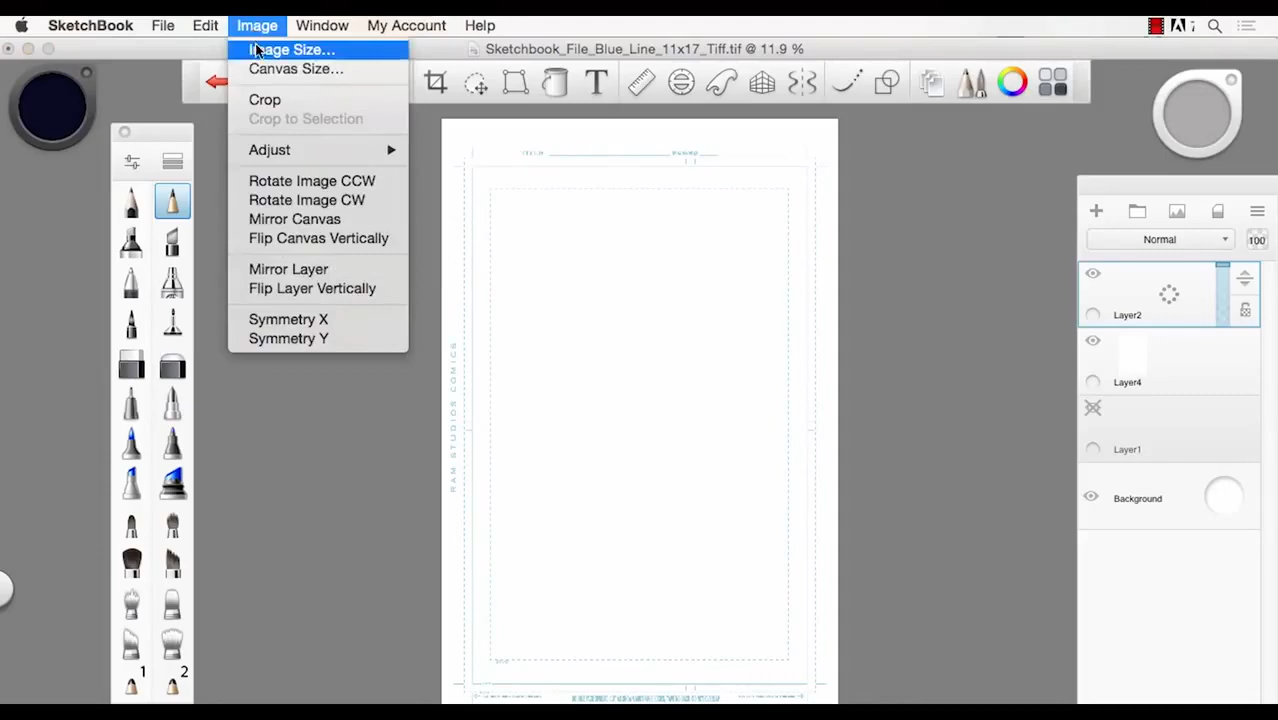 SketchBook File Edit Image Window My Account Help
Sketchbook_File_Blue_Line_11x17_Tiff.tif @ 11.9 %
Image Size...
Canvas Size...
Crop
Crop to Selection
Adjust
Rotate Image CCW
Rotate Image CW
Mirror Canvas
Flip Canvas Vertically
Mirror Layer
Flip Layer Vertically
Symmetry X
Symmetry Y
T
RAM STUDIOS COMICS
1 2
Normal 100
Layer2
Layer4
Layer1
Background